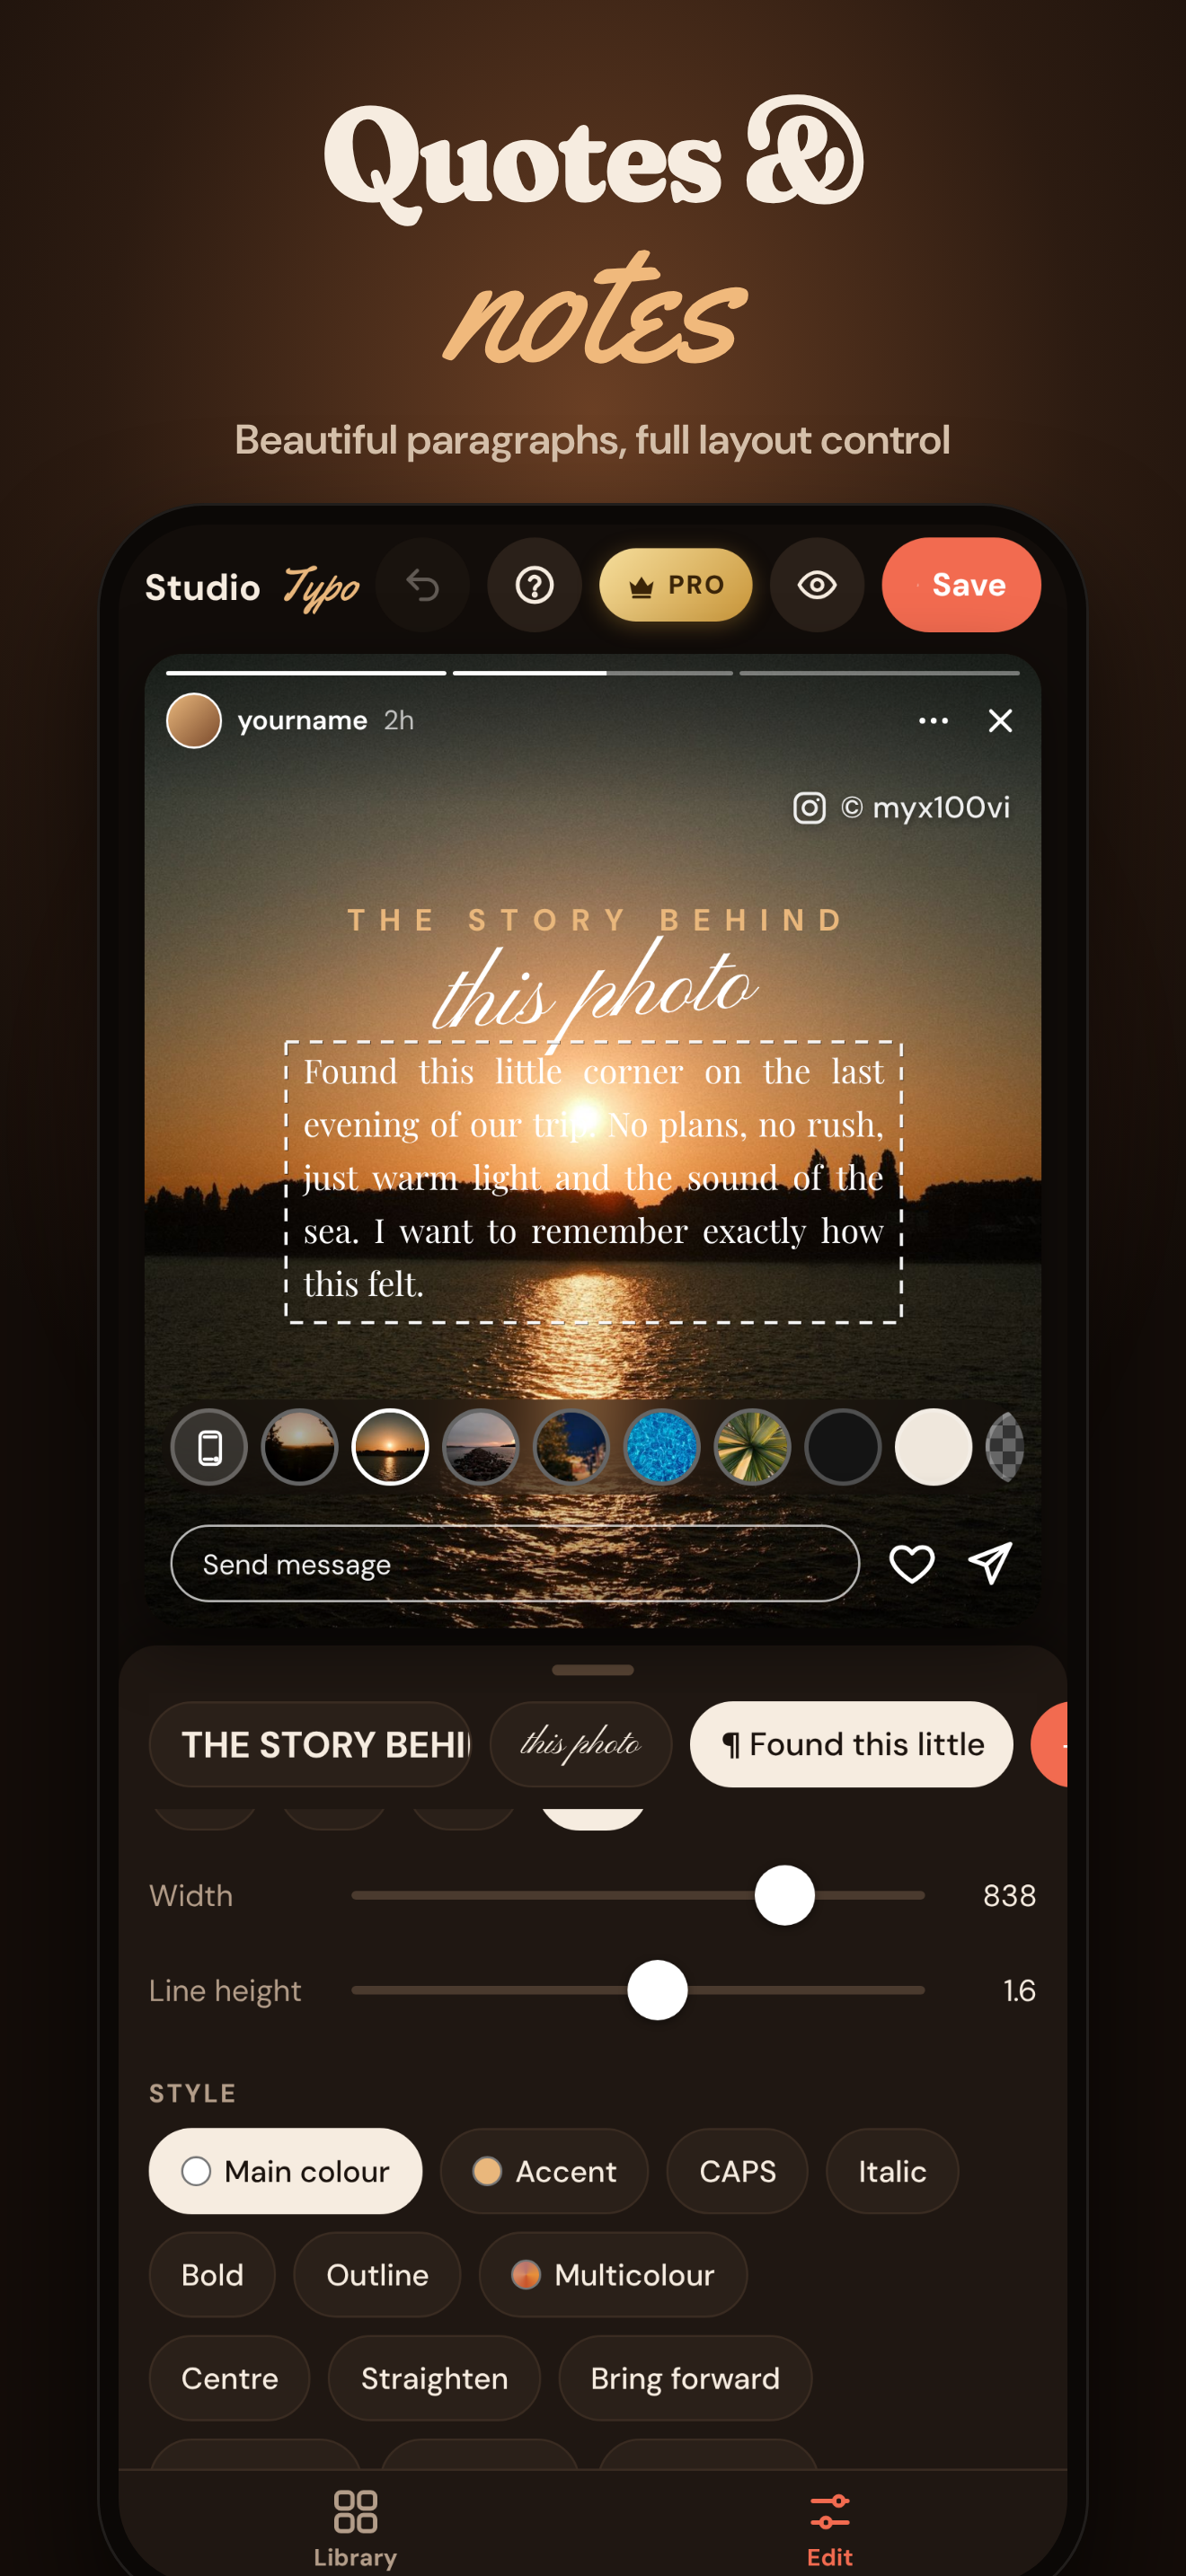 Quotes &
notes
Beautiful paragraphs, full layout control
Studio Typo PRO Save
yourname 2h
© myx100vi
THE STORY BEHIND
this photo
Found this little corner on the last
evening of our trip. No plans, no rush,
just warm light and the sound of the
sea. I want to remember exactly how
this felt.
Send message
THE STORY BEHI this photo ¶ Found this little
Width 838
Line height 1.6
STYLE
Main colour Accent CAPS Italic
Bold Outline Multicolour
Centre Straighten Bring forward
Library Edit